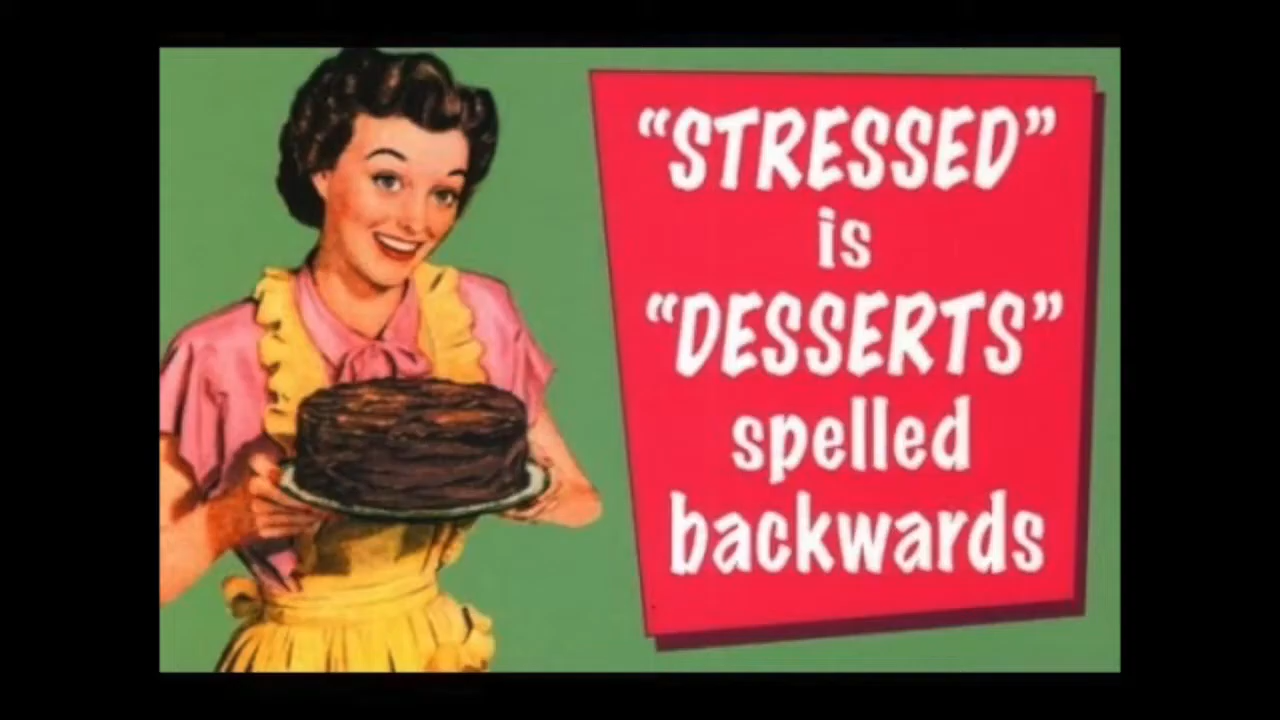 “STRESSED”
is
“DESSERTS”
spelled
backwards